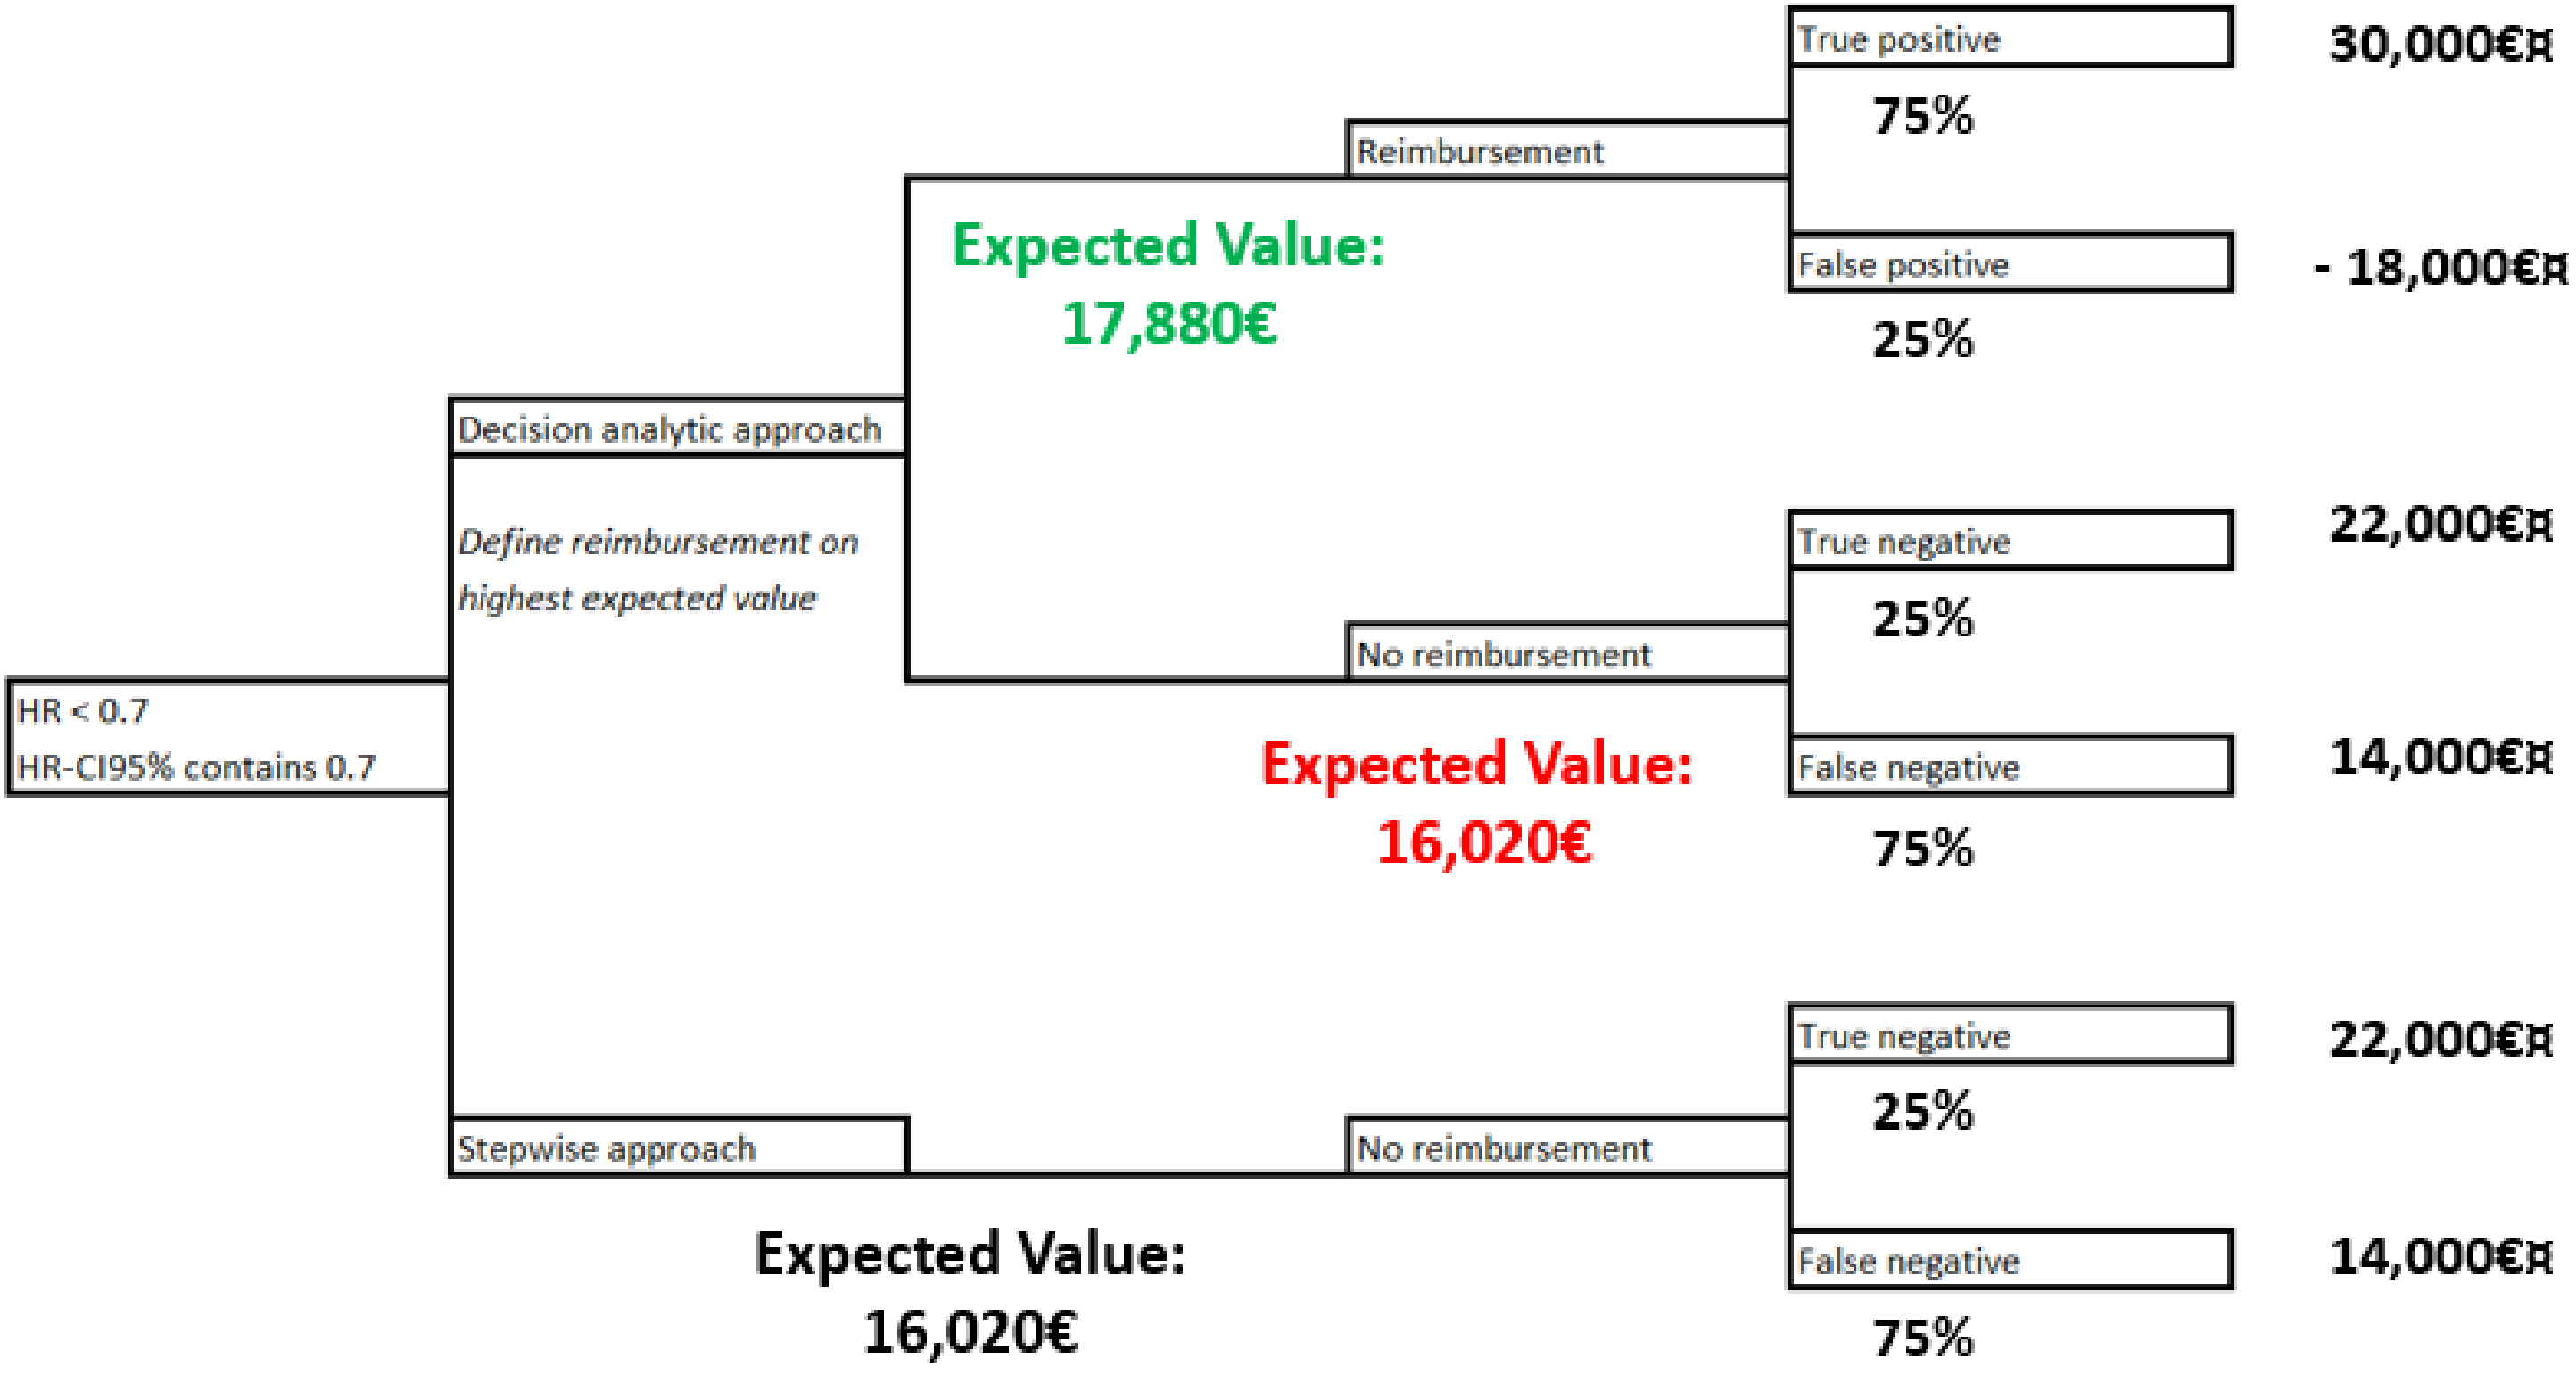 True positive
30,000€¤
75%
Reimbursement
Expected Value:
17,880€
False positive
- 18,000€¤
25%
Decision analytic approach
Define reimbursement on
highest expected value
True negative
22,000€¤
25%
No reimbursement
HR < 0.7
HR-CI95% contains 0.7
Expected Value:
16,020€
False negative
14,000€¤
75%
True negative
22,000€¤
25%
Stepwise approach
No reimbursement
Expected Value:
16,020€
False negative
14,000€¤
75%